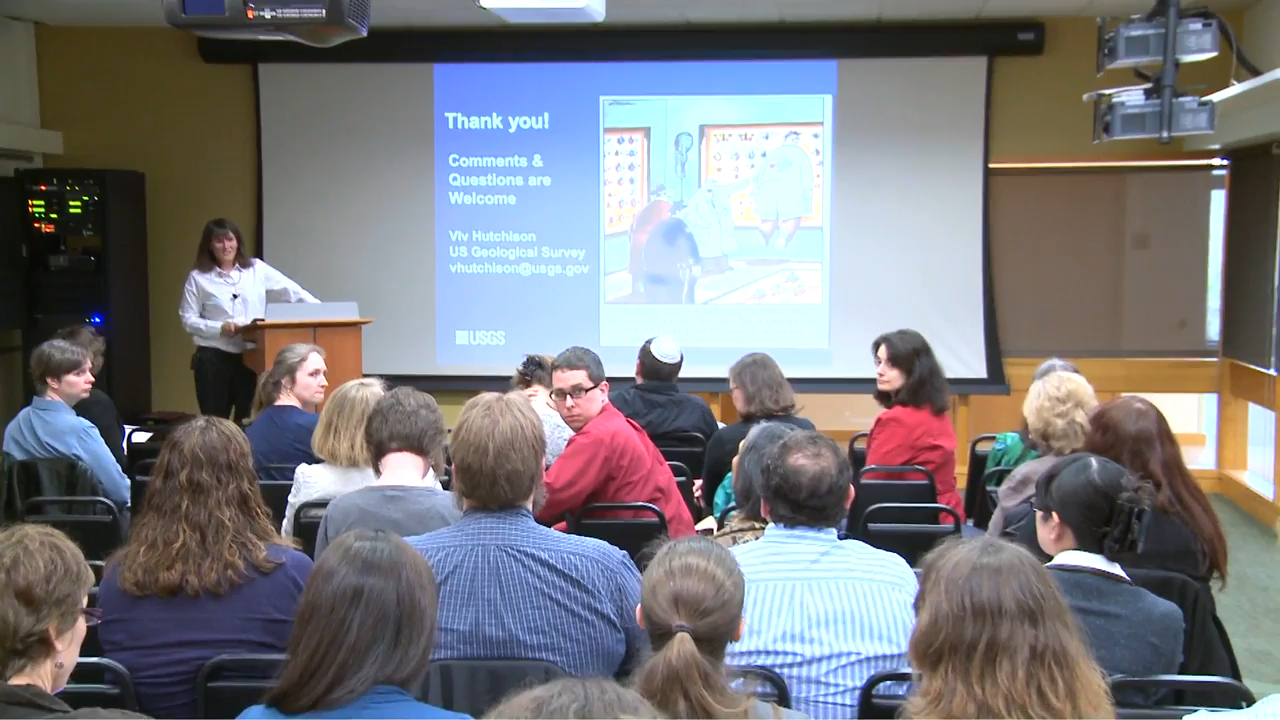 Thank you!
Comments &
Questions are
Welcome
Viv Hutchison
US Geological Survey
vhutchison@usgs.gov
USGS